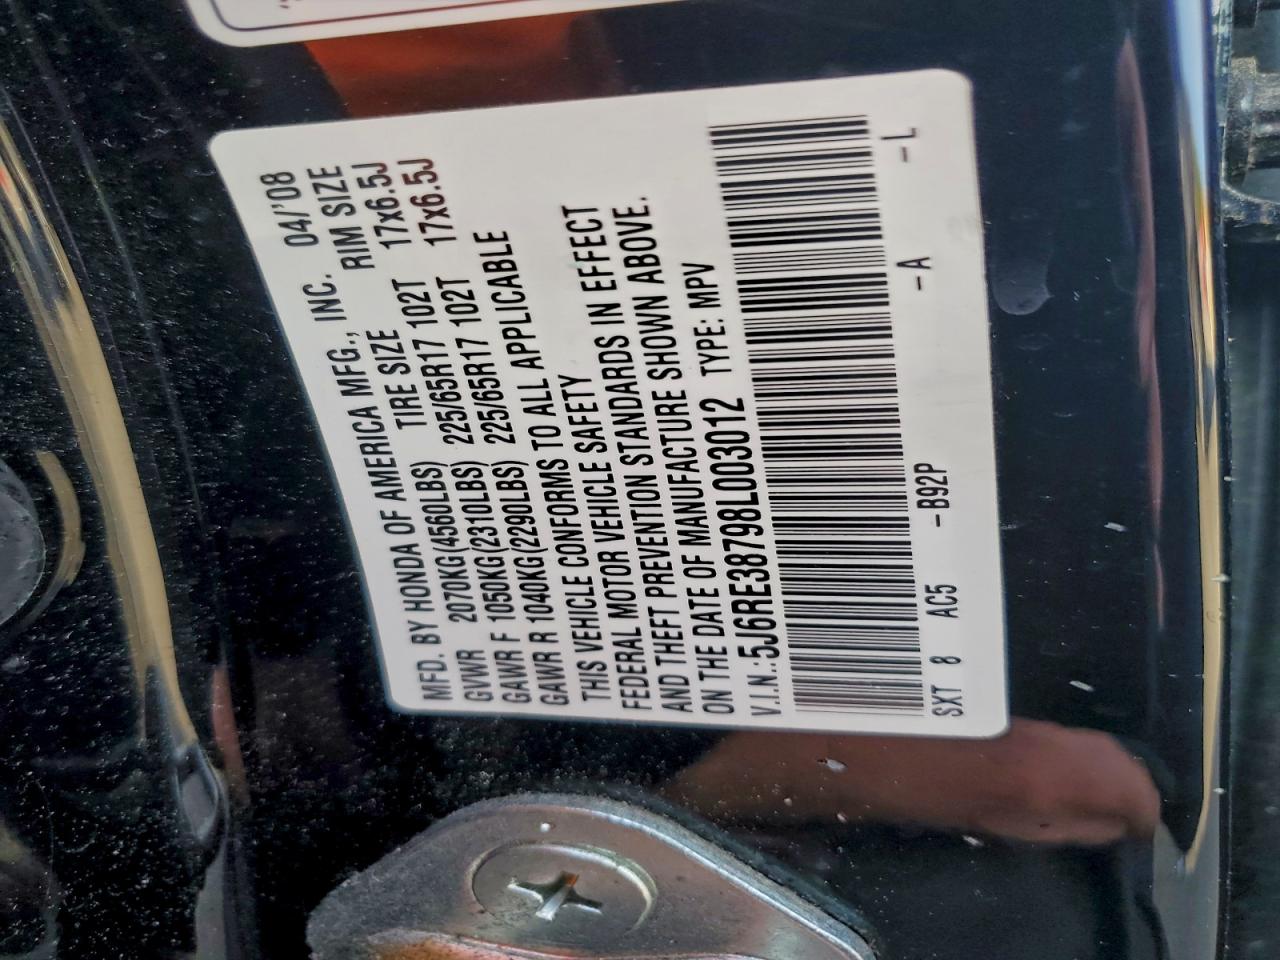 MFD. BY HONDA OF AMERICA MFG., INC. 04/'08
GVWR 2070KG(4560LBS) TIRE SIZE RIM SIZE
GAWR F 1050KG(2310LBS) 225/65R17 102T 17x6.5J
GAWR R 1040KG(2290LBS) 225/65R17 102T 17x6.5J
THIS VEHICLE CONFORMS TO ALL APPLICABLE
FEDERAL MOTOR VEHICLE SAFETY
AND THEFT PREVENTION STANDARDS IN EFFECT
ON THE DATE OF MANUFACTURE SHOWN ABOVE.
V.I.N.:5J6RE38798L003012 TYPE: MPV
SXT 8 AC5 -B92P -A -L